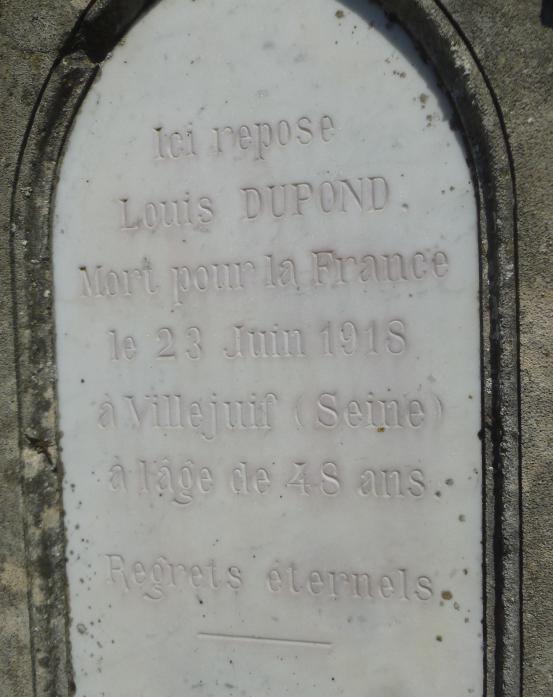 Ici repose
Louis DUPOND.
Mort pour la France
le 23 Juin 1918
à Villejuif (Seine)
à l'âge de 48 ans.
Regrets éternels